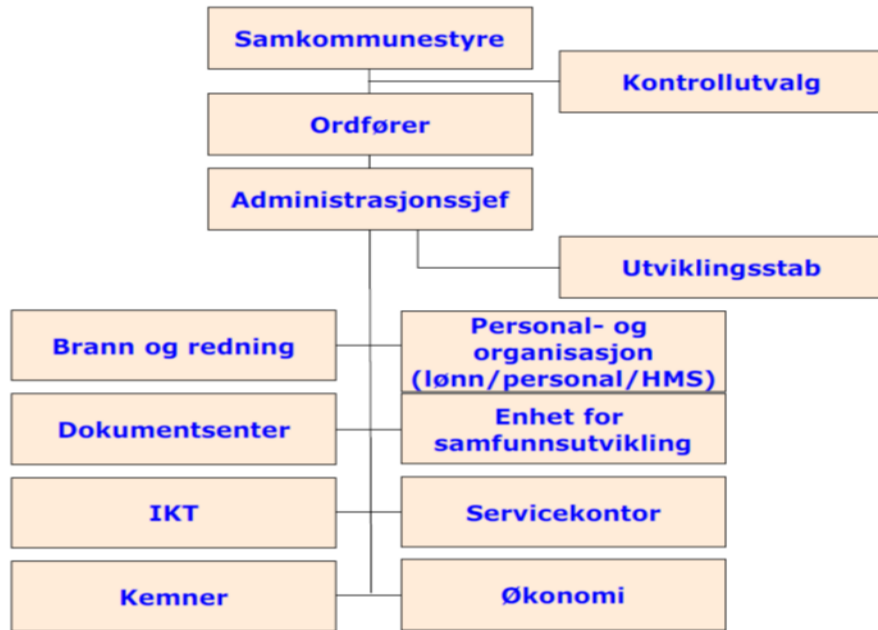 Samkommunestyre
Kontrollutvalg
Ordfører
Administrasjonssjef
Utviklingsstab
Brann og redning
Personal- og
organisasjon
(lønn/personal/HMS)
Dokumentsenter
Enhet for
samfunnsutvikling
IKT
Servicekontor
Kemner
Økonomi